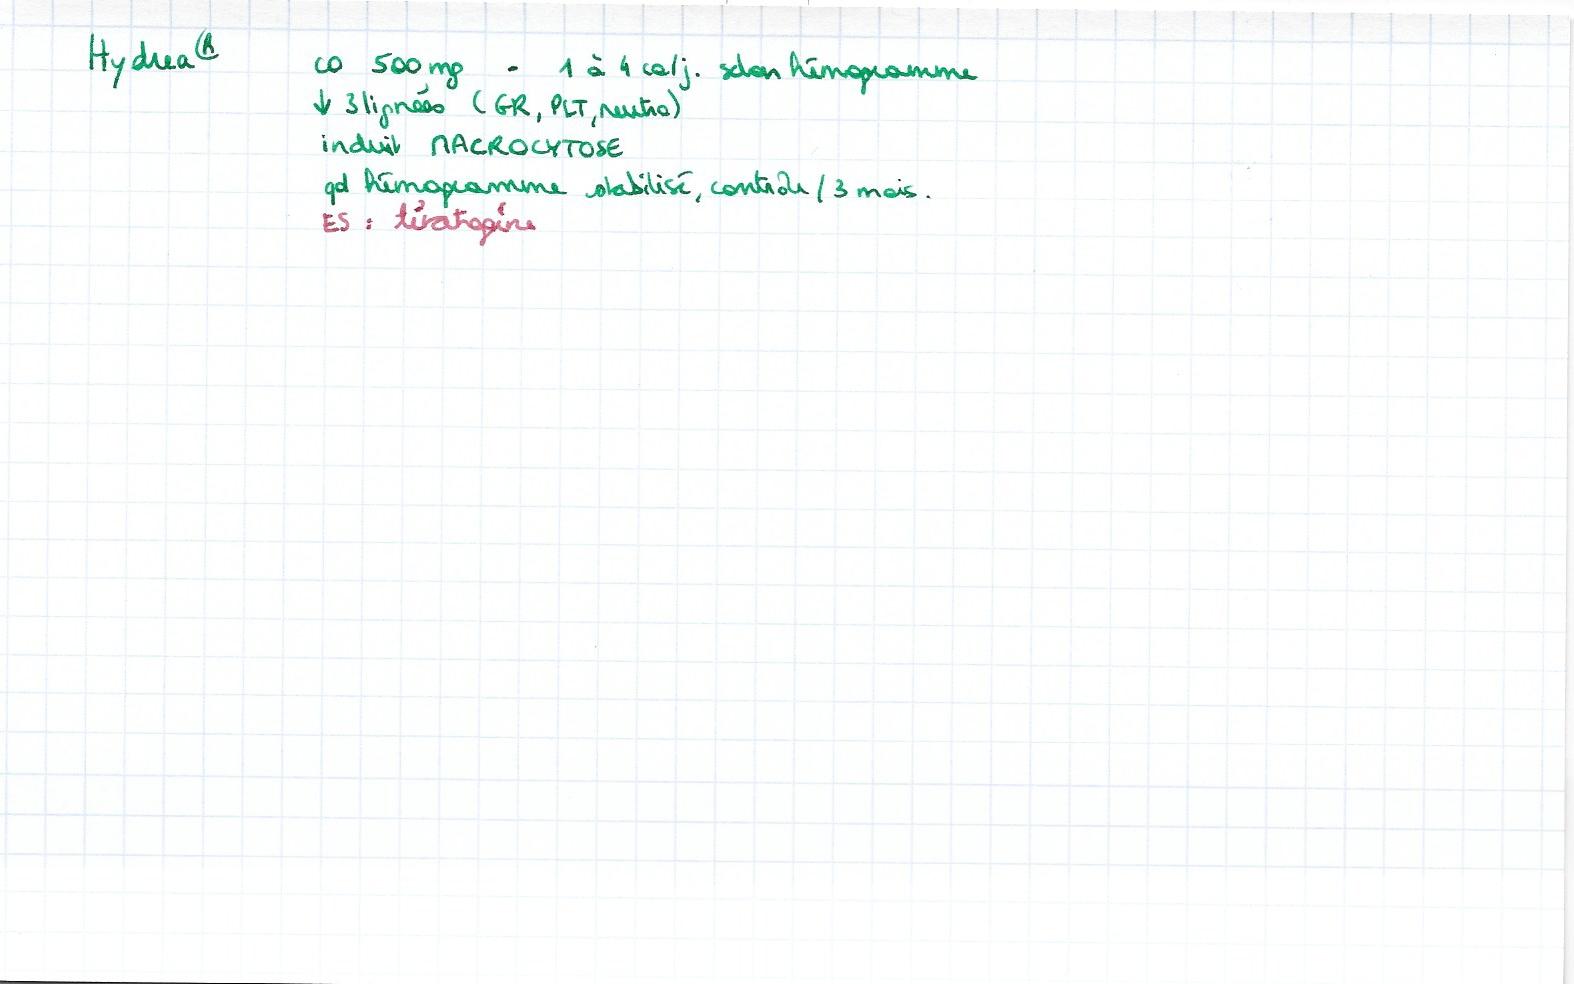 Hydrea® co 500 mg - 1 à 4 co/j. selon hémogramme
↓ 3 lignées (GR, PLT, neutro)
induit MACROCYTOSE
qd hémogramme stabilisé, contrôle / 3 mois.
ES : tératogène